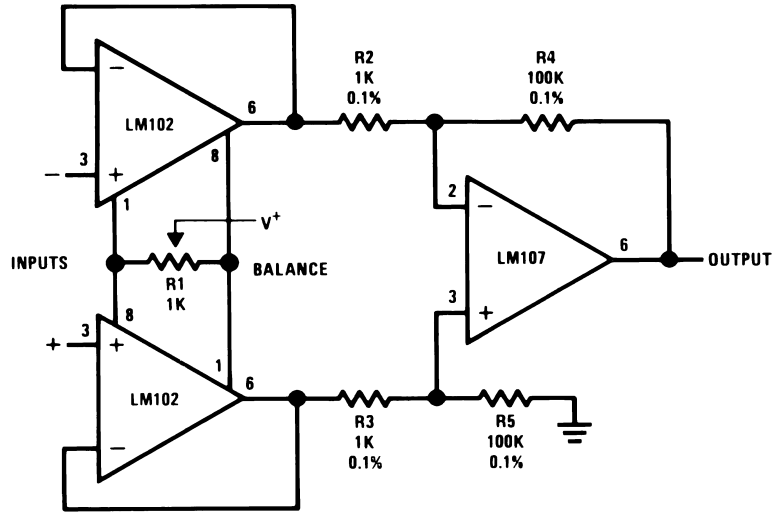 R2
1K
0.1%
R4
100K
0.1%
−
LM102
6
8
− 3 +
1
2
−
V+
INPUTS
R1
1K
BALANCE
LM107
6
OUTPUT
3
+
8
+ 3 +
1
6
LM102
−
R3
1K
0.1%
R5
100K
0.1%